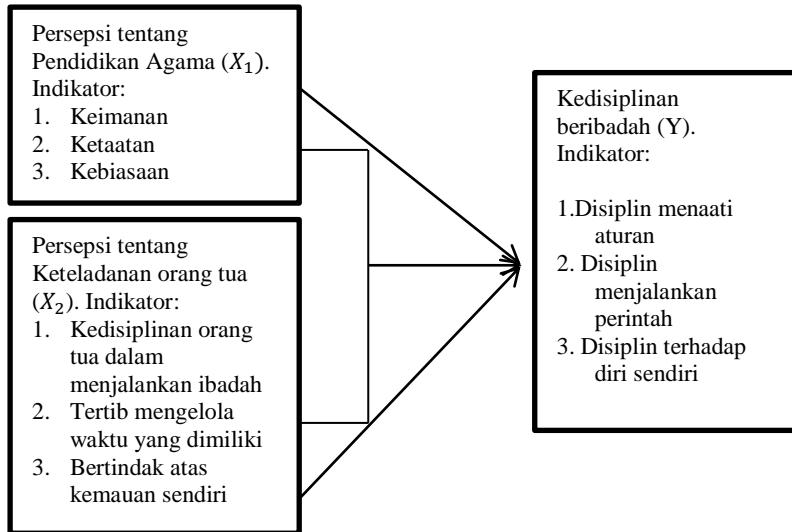 Persepsi tentang
Pendidikan Agama (𝑋₁).
Indikator:
1. Keimanan
2. Ketaatan
3. Kebiasaan
Persepsi tentang
Keteladanan orang tua
(𝑋₂). Indikator:
1. Kedisiplinan orang
tua dalam
menjalankan ibadah
2. Tertib mengelola
waktu yang dimiliki
3. Bertindak atas
kemauan sendiri
Kedisiplinan
beribadah (Y).
Indikator:
1.Disiplin menaati
aturan
2. Disiplin
menjalankan
perintah
3. Disiplin terhadap
diri sendiri